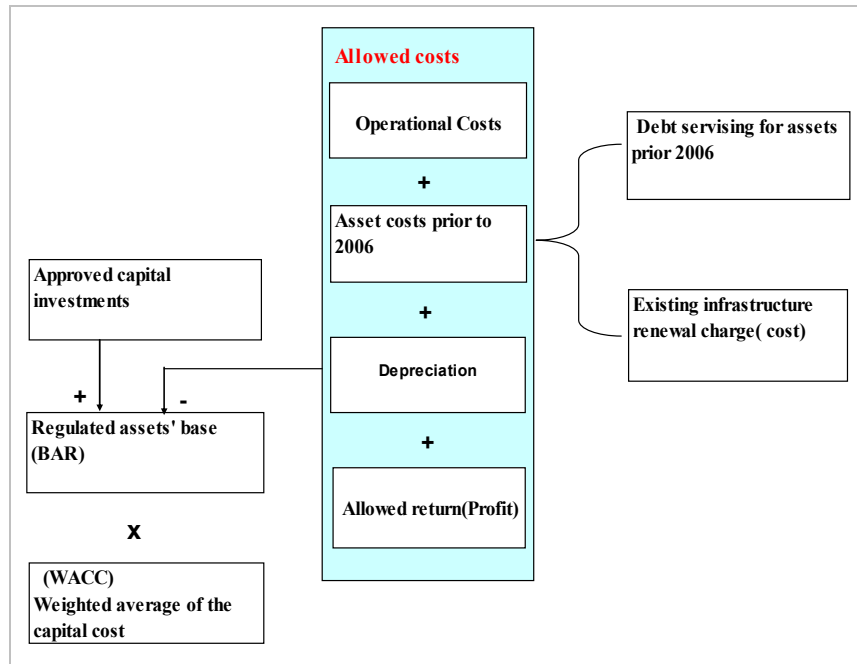 Allowed costs
Operational Costs
+
Asset costs prior to
2006
+
Depreciation
+
Allowed return(Profit)
Debt servising for assets
prior 2006
Existing infrastructure
renewal charge( cost)
Approved capital
investments
+ -
Regulated assets' base
(BAR)
x
(WACC)
Weighted average of the
capital cost